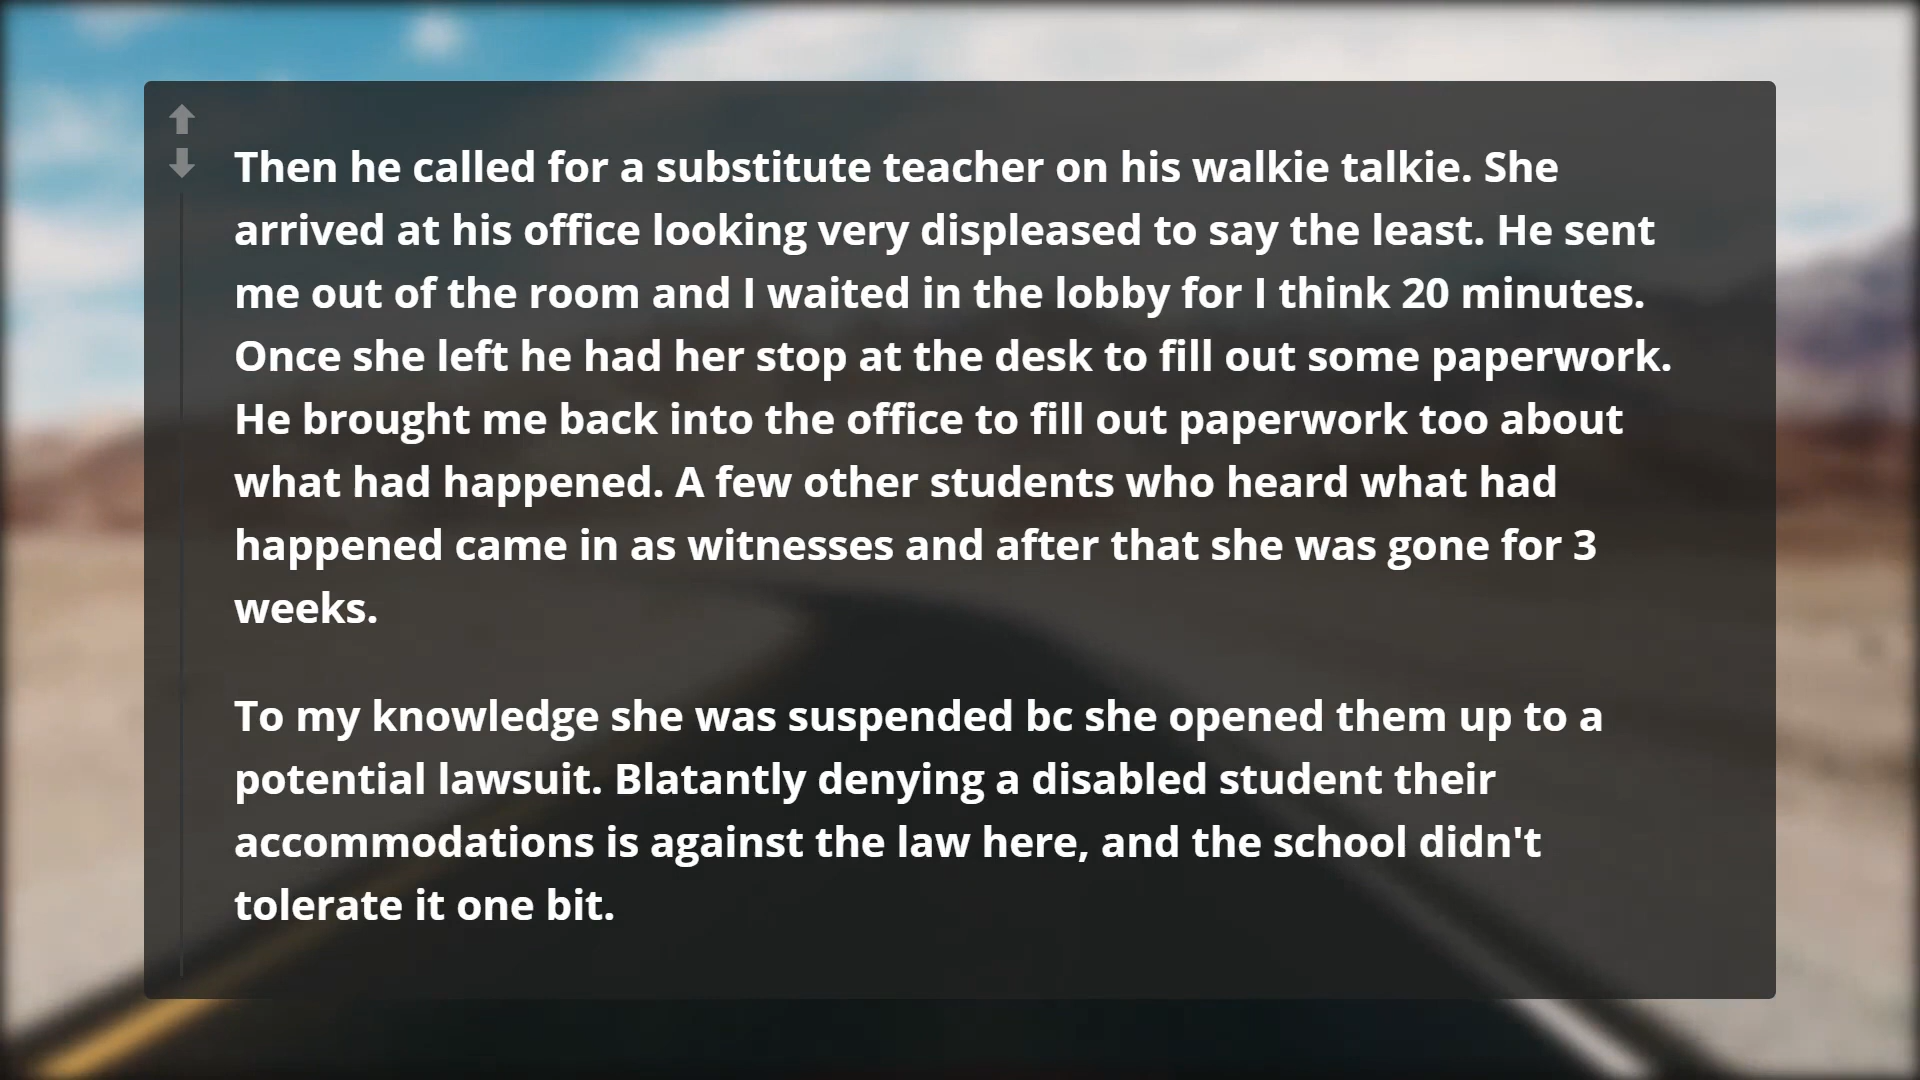 Then he called for a substitute teacher on his walkie talkie. She
arrived at his office looking very displeased to say the least. He sent
me out of the room and I waited in the lobby for I think 20 minutes.
Once she left he had her stop at the desk to fill out some paperwork.
He brought me back into the office to fill out paperwork too about
what had happened. A few other students who heard what had
happened came in as witnesses and after that she was gone for 3
weeks.
To my knowledge she was suspended bc she opened them up to a
potential lawsuit. Blatantly denying a disabled student their
accommodations is against the law here, and the school didn't
tolerate it one bit.